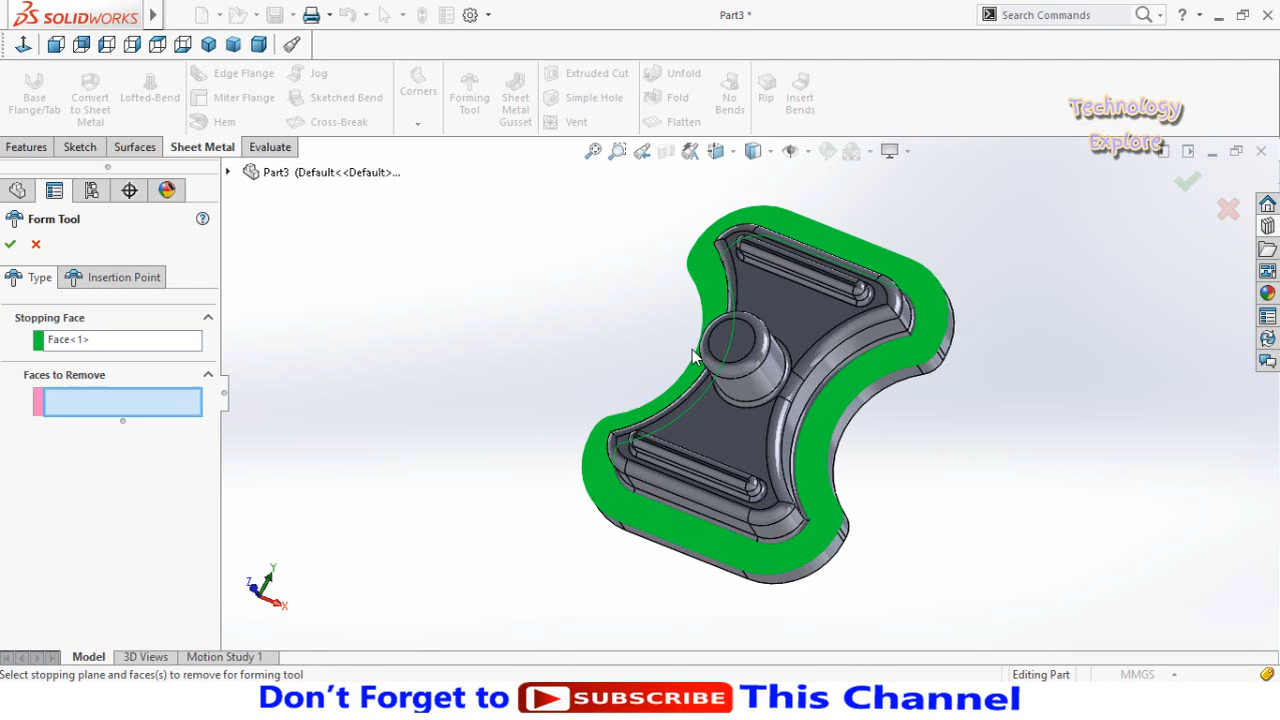 SOLIDWORKS
Part3 *
Search Commands
?
Base Flange/Tab
Convert to Sheet Metal
Lofted-Bend
Edge Flange
Miter Flange
Hem
Jog
Sketched Bend
Cross-Break
Corners
Forming Tool
Sheet Metal Gusset
Extruded Cut
Simple Hole
Vent
Unfold
Fold
Flatten
No Bends
Rip
Insert Bends
Technology
Explore
Features
Sketch
Surfaces
Sheet Metal
Evaluate
Part3 (Default<<Default>...
Form Tool
?
Type
Insertion Point
Stopping Face
Face<1>
Faces to Remove
Y
Z
X
Model
3D Views
Motion Study 1
Select stopping plane and faces(s) to remove for forming tool
Editing Part
MMGS
Don't Forget to SUBSCRIBE This Channel